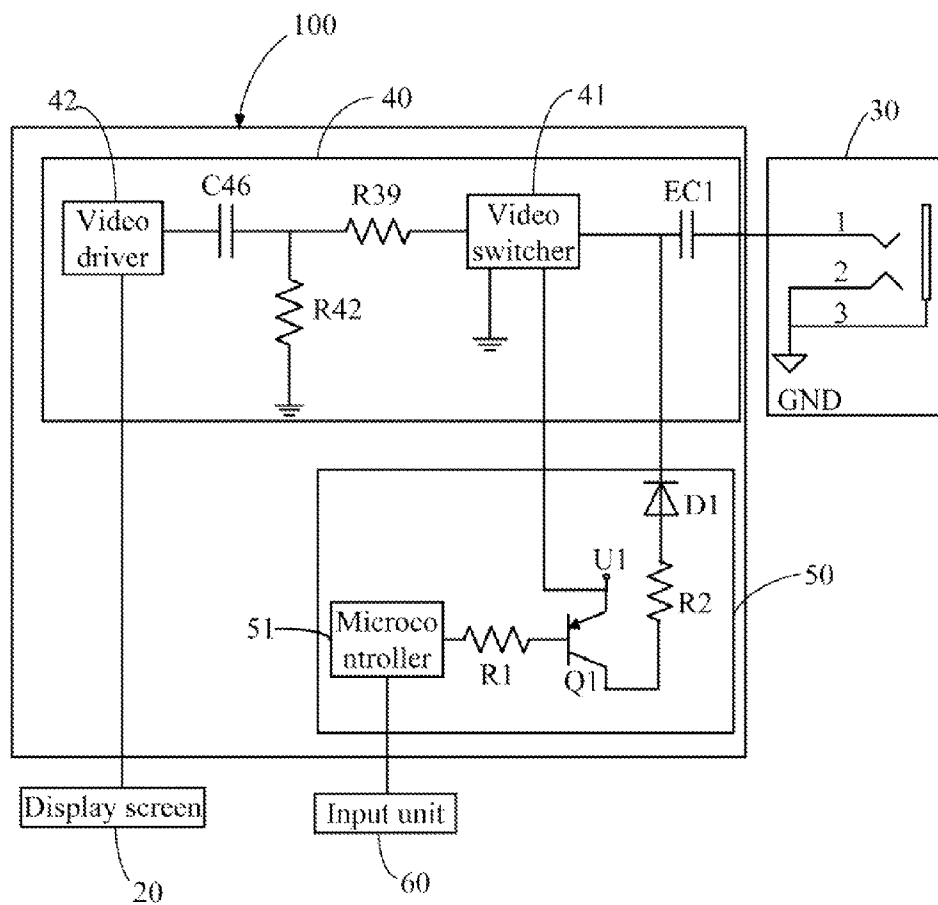 100
42
40
41
30
C46
R39
EC1
Video
driver
Video
switcher
1
2
3
R42
GND
D1
U1
50
R2
51
Microco
ntroller
R1
Q1
Display screen
Input unit
20
60